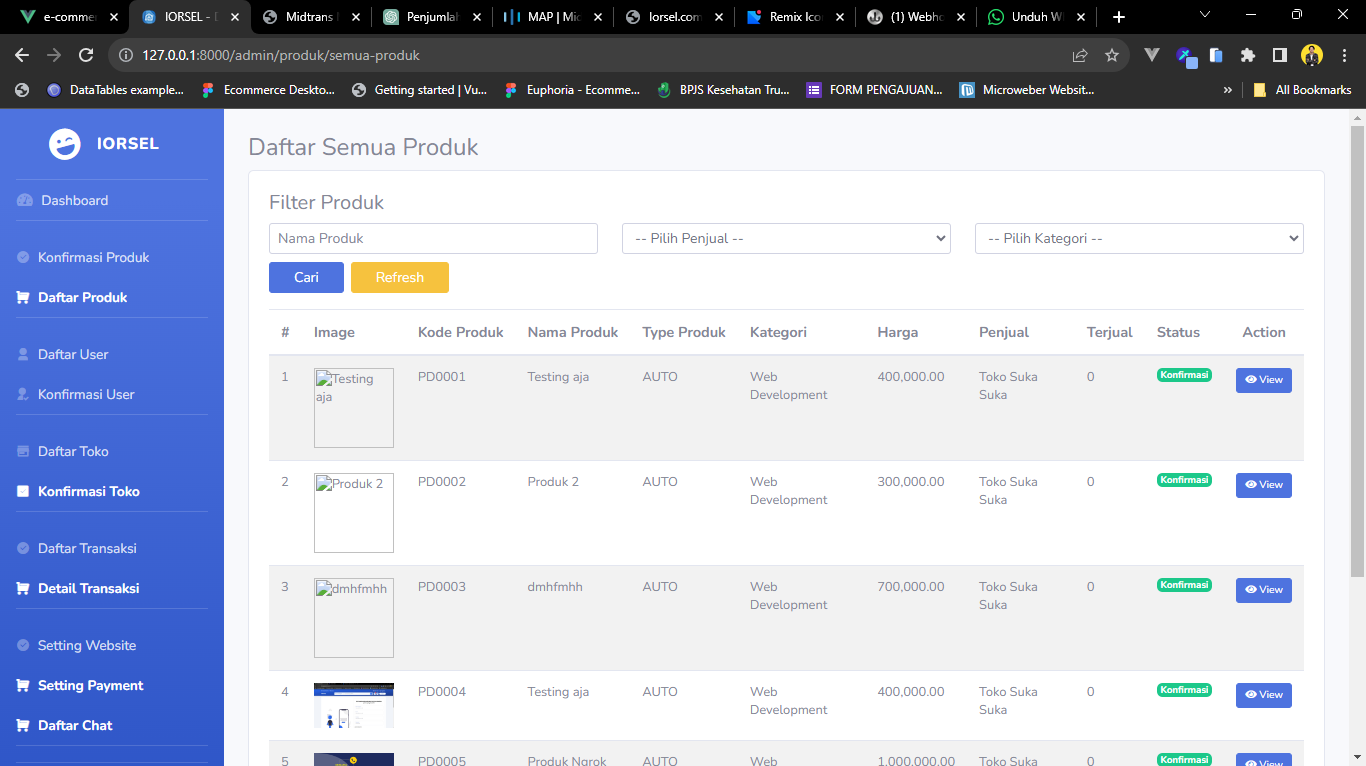 e-commer
IORSEL - D
Midtrans
Penjumlah
MAP | Mic
Iorsel.com
Remix Icon
(1) Webho
Unduh W
127.0.0.1:8000/admin/produk/semua-produk
DataTables example...
Ecommerce Deskto...
Getting started | Vu...
Euphoria - Ecomme...
BPJS Kesehatan Tru...
FORM PENGAJUAN...
Microweber Websit...
»
All Bookmarks
IORSEL
Dashboard
Konfirmasi Produk
Daftar Produk
Daftar User
Konfirmasi User
Daftar Toko
Konfirmasi Toko
Daftar Transaksi
Detail Transaksi
Setting Website
Setting Payment
Daftar Chat
Daftar Semua Produk
Filter Produk
Nama Produk
-- Pilih Penjual --
-- Pilih Kategori --
Cari
Refresh
# Image Kode Produk Nama Produk Type Produk Kategori Harga Penjual Terjual Status Action
1 Testing PD0001 Testing aja AUTO Web 400,000.00 Toko Suka 0 Konfirmasi View
aja Development Suka
2 Produk 2 PD0002 Produk 2 AUTO Web 300,000.00 Toko Suka 0 Konfirmasi View
Development Suka
3 dmhfmhh PD0003 dmhfmhh AUTO Web 700,000.00 Toko Suka 0 Konfirmasi View
Development Suka
4 PD0004 Testing aja AUTO Web 400,000.00 Toko Suka 0 Konfirmasi View
Development Suka
5 PD0005 Produk Ngrok AUTO Web 1,000,000.00 Toko Suka 0 Konfirmasi View